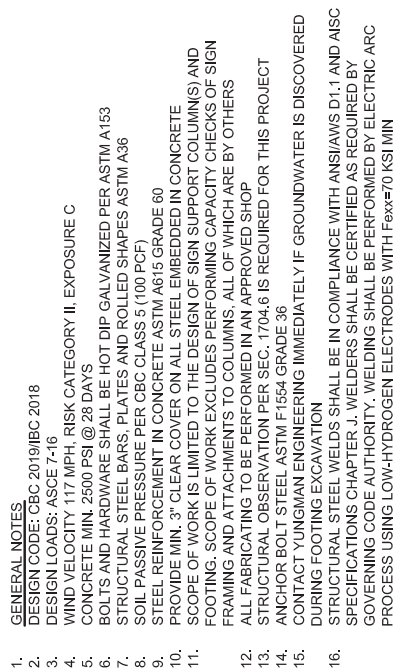 1. GENERAL NOTES
2. DESIGN CODE: CBC 2019/IBC 2018
3. DESIGN LOADS: ASCE 7-16
4. WIND VELOCITY 117 MPH, RISK CATEGORY II, EXPOSURE C
5. CONCRETE MIN. 2500 PSI @ 28 DAYS
6. BOLTS AND HARDWARE SHALL BE HOT DIP GALVANIZED PER ASTM A153
7. STRUCTURAL STEEL BARS, PLATES AND ROLLED SHAPES ASTM A36
8. SOIL PASSIVE PRESSURE PER CBC CLASS 5 (100 PCF)
9. STEEL REINFORCEMENT IN CONCRETE ASTM A615 GRADE 60
10. PROVIDE MIN. 3" CLEAR COVER ON ALL STEEL EMBEDDED IN CONCRETE
11. SCOPE OF WORK IS LIMITED TO THE DESIGN OF SIGN SUPPORT COLUMN(S) AND
FOOTING. SCOPE OF WORK EXCLUDES PERFORMING CAPACITY CHECKS OF SIGN
FRAMING AND ATTACHMENTS TO COLUMNS, ALL OF WHICH ARE BY OTHERS
12. ALL FABRICATING TO BE PERFORMED IN AN APPROVED SHOP
13. STRUCTURAL OBSERVATION PER SEC. 1704.6 IS REQUIRED FOR THIS PROJECT
14. ANCHOR BOLT STEEL ASTM F1554 GRADE 36
15. CONTACT YUNGMAN ENGINEERING IMMEDIATELY IF GROUNDWATER IS DISCOVERED
DURING FOOTING EXCAVATION
16. STRUCTURAL STEEL WELDS SHALL BE IN COMPLIANCE WITH ANSI/AWS D1.1 AND AISC
SPECIFICATIONS CHAPTER J. WELDERS SHALL BE CERTIFIED AS REQUIRED BY
GOVERNING CODE AUTHORITY. WELDING SHALL BE PERFORMED BY ELECTRIC ARC
PROCESS USING LOW-HYDROGEN ELECTRODES WITH Fexx=70 KSI MIN